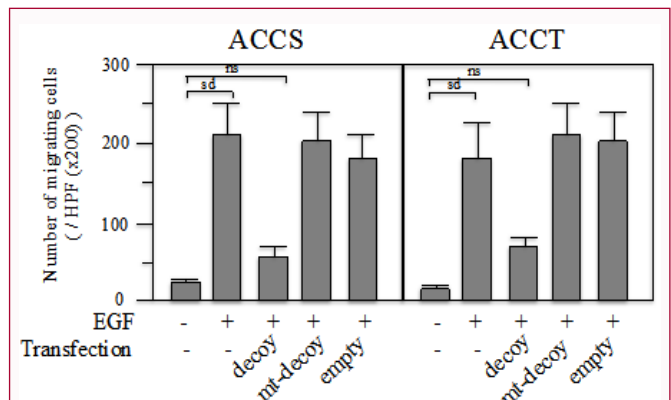 ACCS ACCT
ns ns
sd sd
300
200
100
0
Number of migrating cells
( / HPF (x200) )
EGF - + + + + - + + + +
Transfection - - decoy mt-decoy empty - - decoy mt-decoy empty